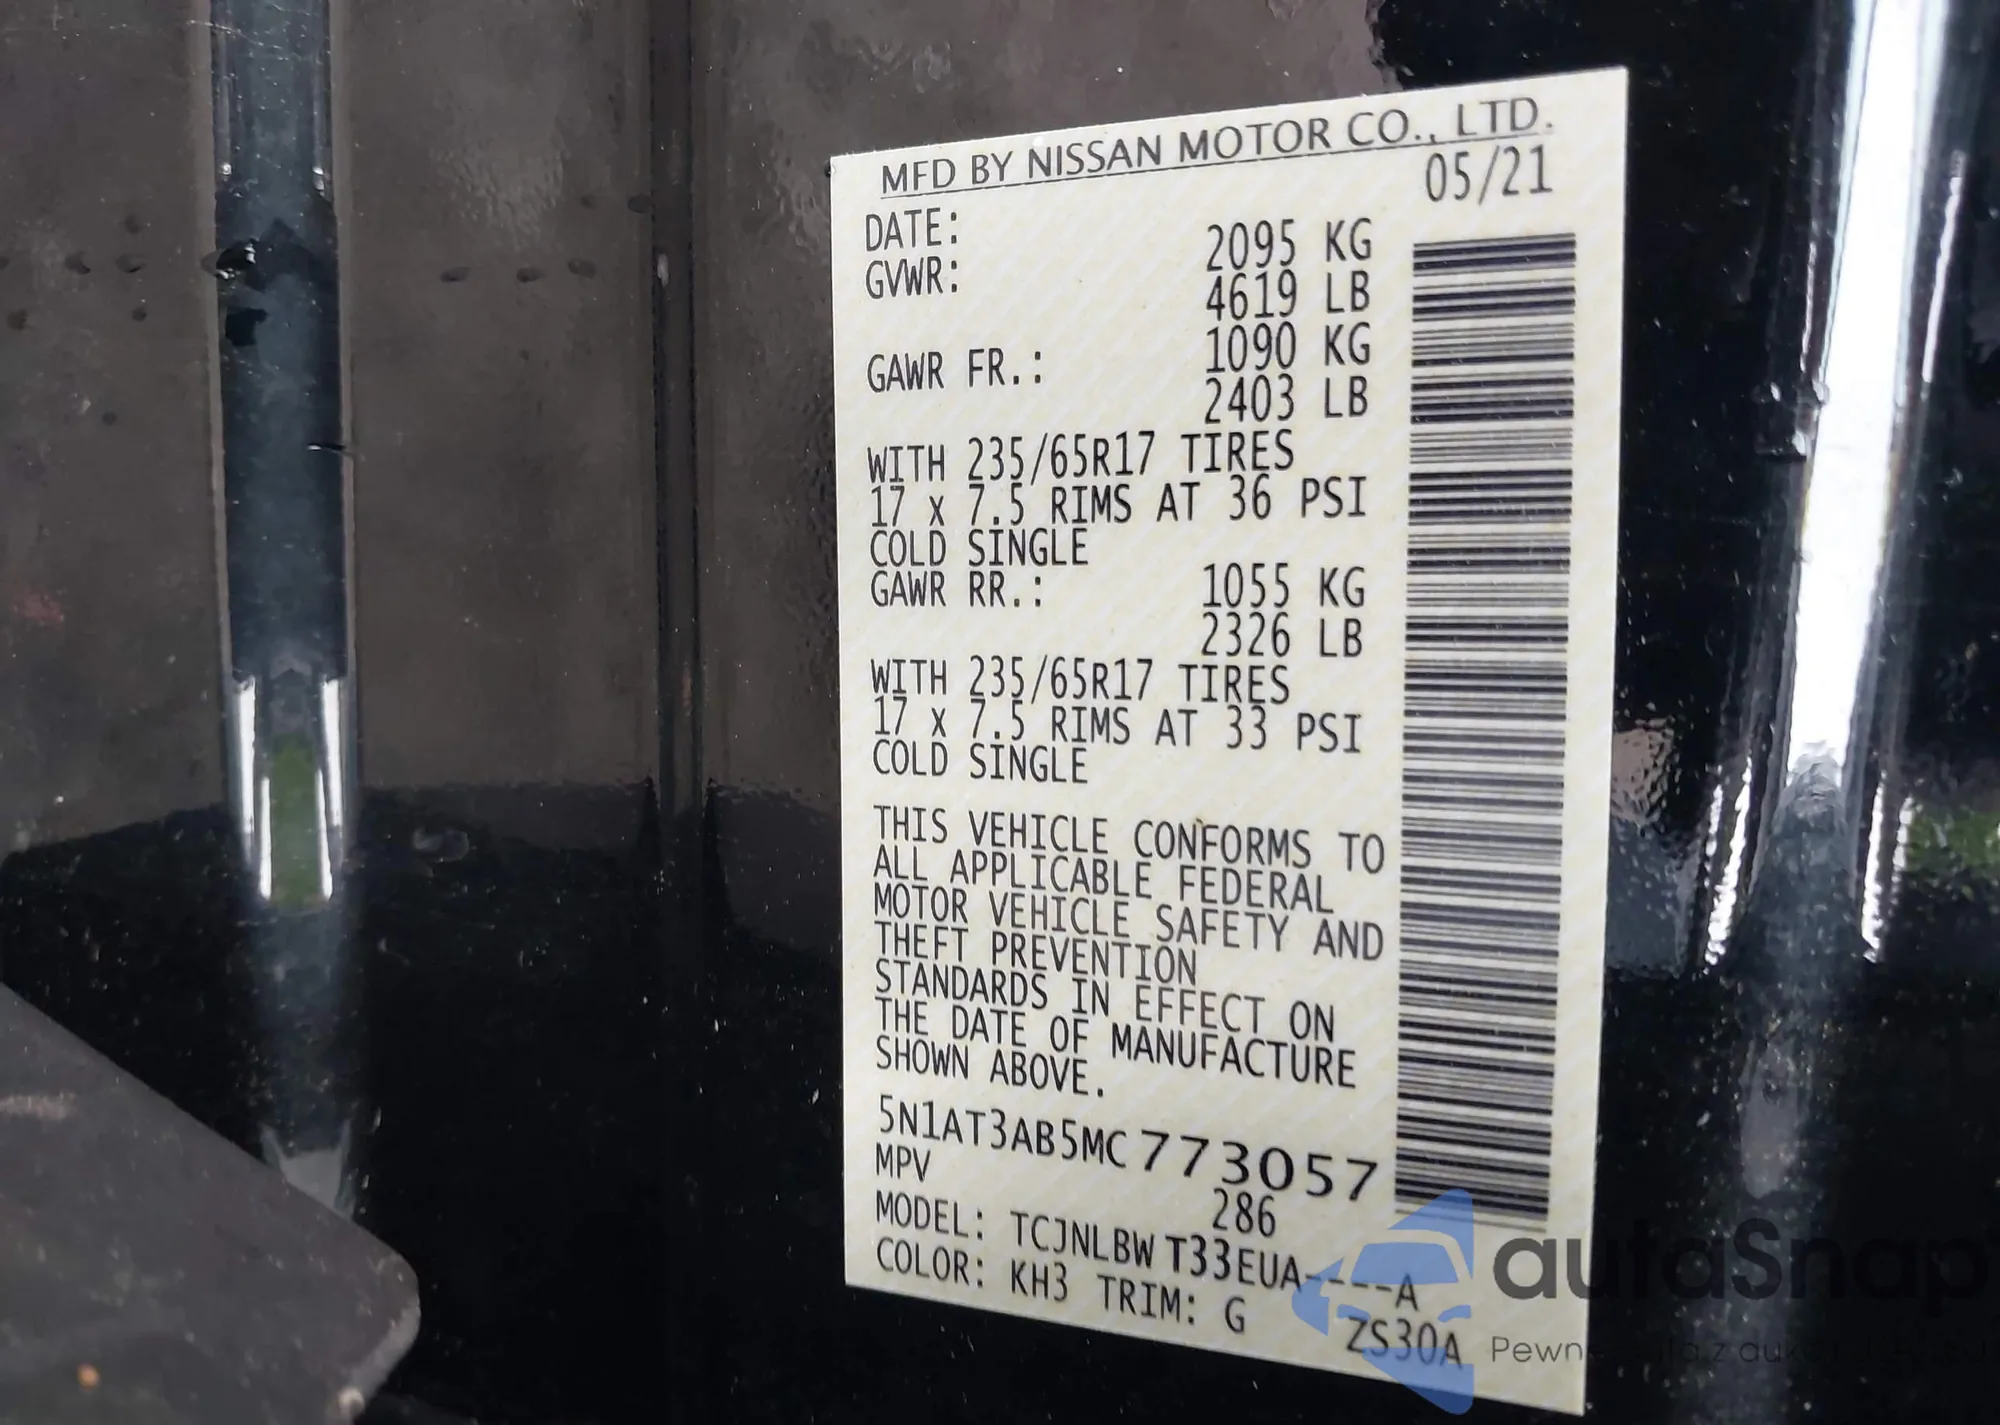 MFD BY NISSAN MOTOR CO., LTD.
DATE: 05/21
GVWR: 2095 KG
4619 LB
GAWR FR.: 1090 KG
2403 LB
WITH 235/65R17 TIRES
17 x 7.5 RIMS AT 36 PSI
COLD SINGLE
GAWR RR.: 1055 KG
2326 LB
WITH 235/65R17 TIRES
17 x 7.5 RIMS AT 33 PSI
COLD SINGLE
THIS VEHICLE CONFORMS TO
ALL APPLICABLE FEDERAL
MOTOR VEHICLE SAFETY AND
THEFT PREVENTION
STANDARDS IN EFFECT ON
THE DATE OF MANUFACTURE
SHOWN ABOVE.
5N1AT3AB5MC773057
MPV 286
MODEL: TCJNLBW T33EUA----A
COLOR: KH3 TRIM: G ZS30A
autaSnap